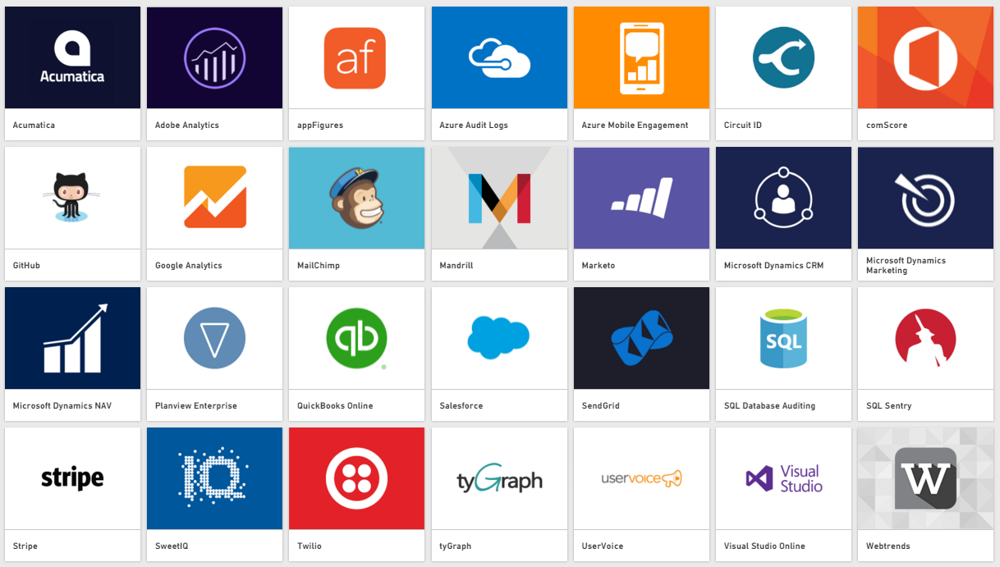 Acumatica
af
Acumatica
Adobe Analytics
appFigures
Azure Audit Logs
Azure Mobile Engagement
Circuit ID
comScore
M
GitHub
Google Analytics
MailChimp
Mandrill
Marketo
Microsoft Dynamics CRM
Microsoft Dynamics
Marketing
qb
SQL
Microsoft Dynamics NAV
Planview Enterprise
QuickBooks Online
Salesforce
SendGrid
SQL Database Auditing
SQL Sentry
stripe
IQ
tyGraph
uservoice
Visual
Studio
W
Stripe
SweetIQ
Twilio
tyGraph
UserVoice
Visual Studio Online
Webtrends